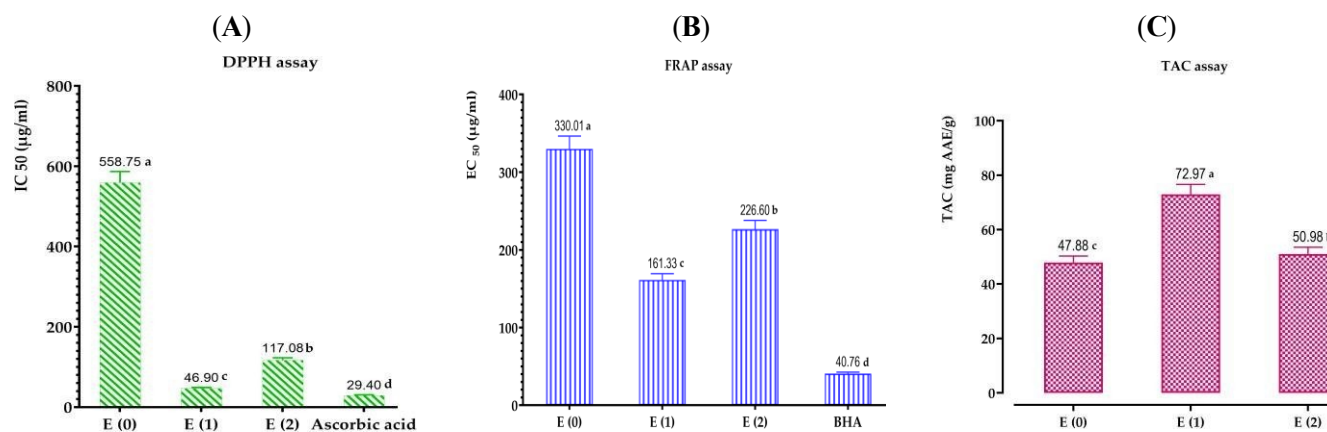 (A)
DPPH assay
IC 50 (µg/ml)
800
600
400
200
0
558.75 a
46.90 c
117.08 b
29.40 d
E (0) E (1) E (2) Ascorbic acid
(B)
FRAP assay
EC 50 (µg/ml)
400
300
200
100
0
330.01 a
161.33 c
226.60 b
40.76 d
E (0) E (1) E (2) BHA
(C)
TAC assay
TAC (mg AAE/g)
100
80
60
40
20
0
47.88 c
72.97 a
50.98
E (0) E (1) E (2)